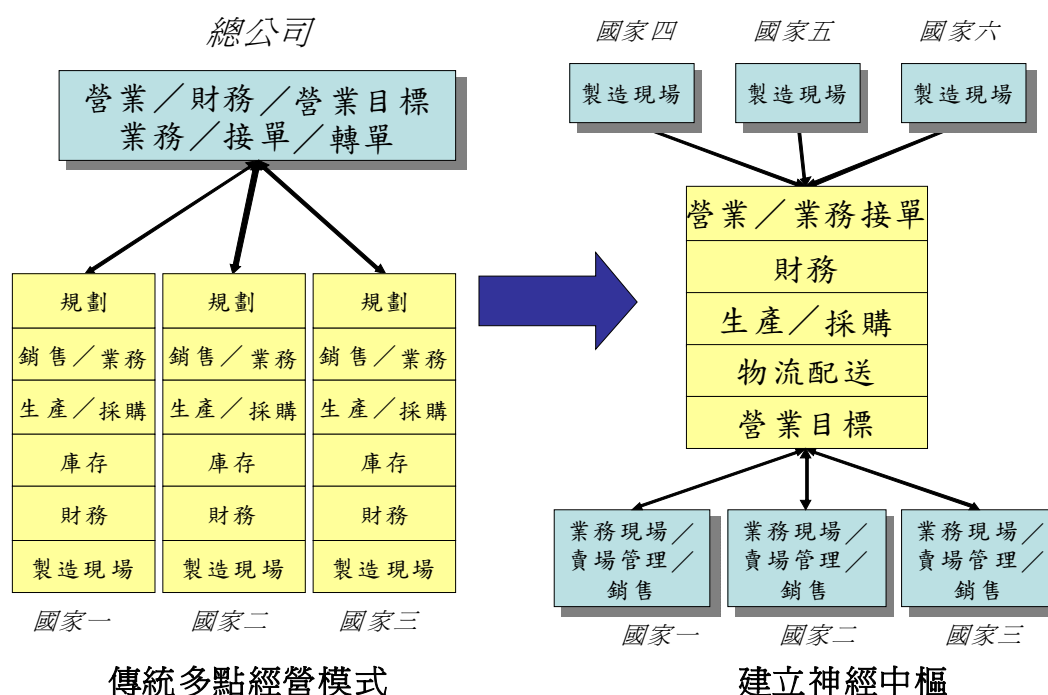 總公司
營業／財務／營業目標
業務／接單／轉單
規劃
銷售／業務
生產／採購
庫存
財務
製造現場
國家一
規劃
銷售／業務
生產／採購
庫存
財務
製造現場
國家二
規劃
銷售／業務
生產／採購
庫存
財務
製造現場
國家三
傳統多點經營模式
國家四
國家五
國家六
製造現場
製造現場
製造現場
營業／業務接單
財務
生產／採購
物流配送
營業目標
業務現場／
賣場管理／
銷售
國家一
業務現場／
賣場管理／
銷售
國家二
業務現場／
賣場管理／
銷售
國家三
建立神經中樞